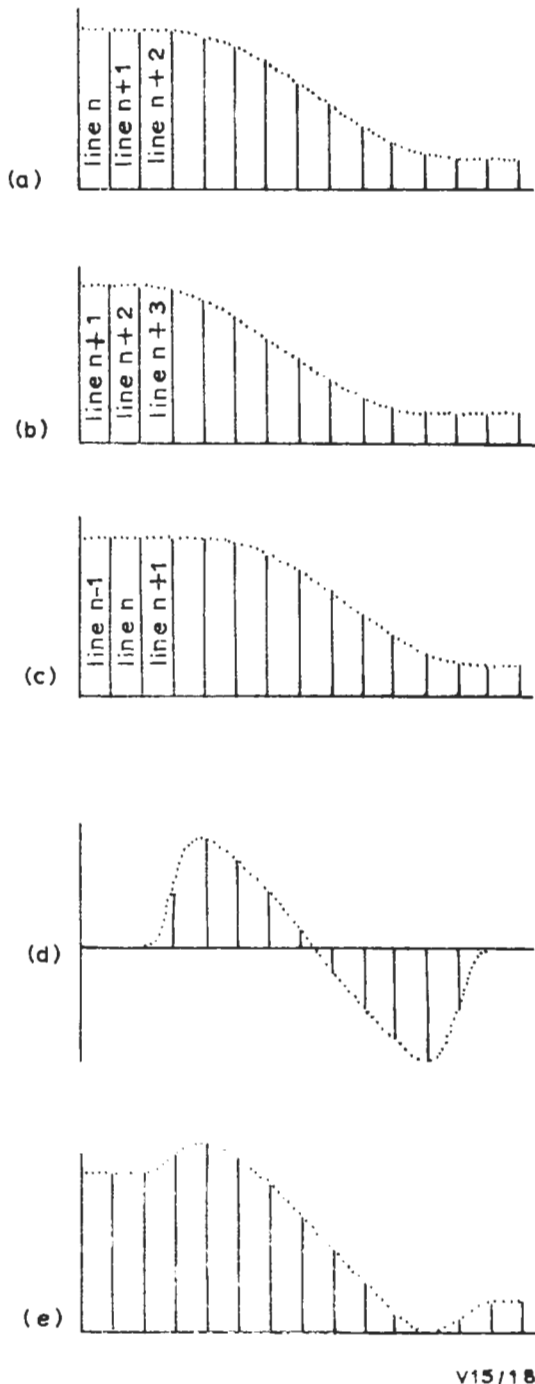 line n
line n+1
line n + 2
(a)
line n+1
line n+2
line n + 3
(b)
line n-1
line n
line n+1
(c)
(d)
(e)
V15/18